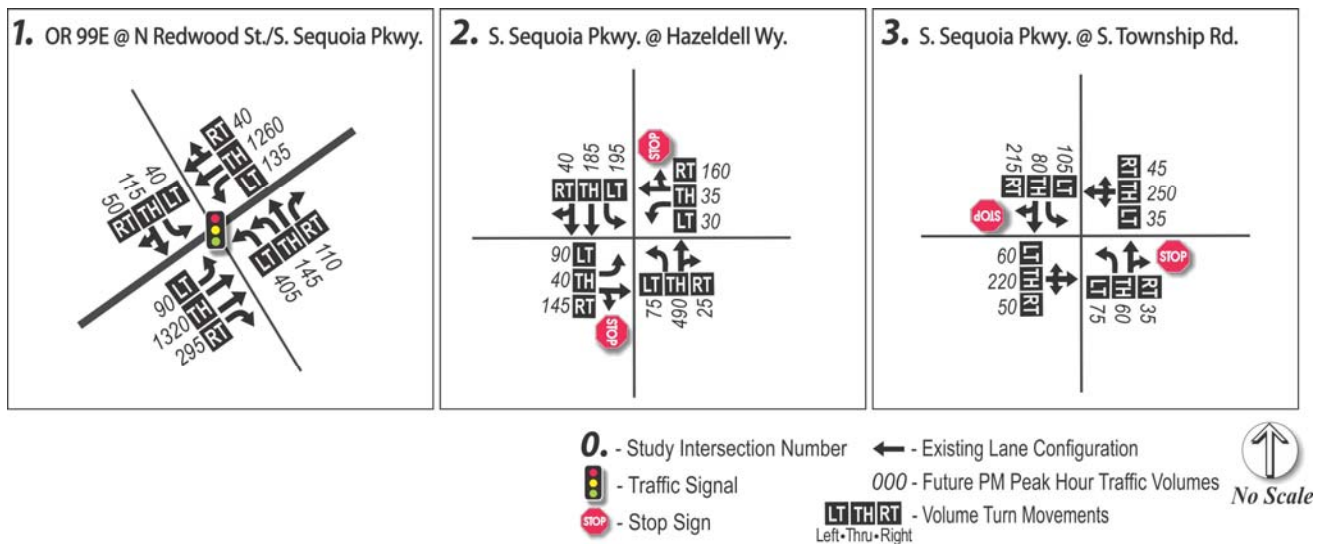 1. OR 99E @ N Redwood St./S. Sequoia Pkwy.
RT TH LT
40 1260 135
50 115 40
RT TH LT
LT TH RT
405 145 110
90 LT
1320 TH
295 RT
2. S. Sequoia Pkwy. @ Hazeldell Wy.
STOP
40 185 195
RT TH LT
RT 160
TH 35
LT 30
90 LT
40 TH
145 RT
LT TH RT
75 490 25
STOP
3. S. Sequoia Pkwy. @ S. Township Rd.
215 80 105
RT TH LT
RT 45
TH 250
LT 35
STOP
60 LT
220 TH
50 RT
STOP
LT TH RT
75 60 35
0. - Study Intersection Number
- Traffic Signal
STOP - Stop Sign
- Existing Lane Configuration
000 - Future PM Peak Hour Traffic Volumes
LT TH RT - Volume Turn Movements
Left•Thru•Right
No Scale